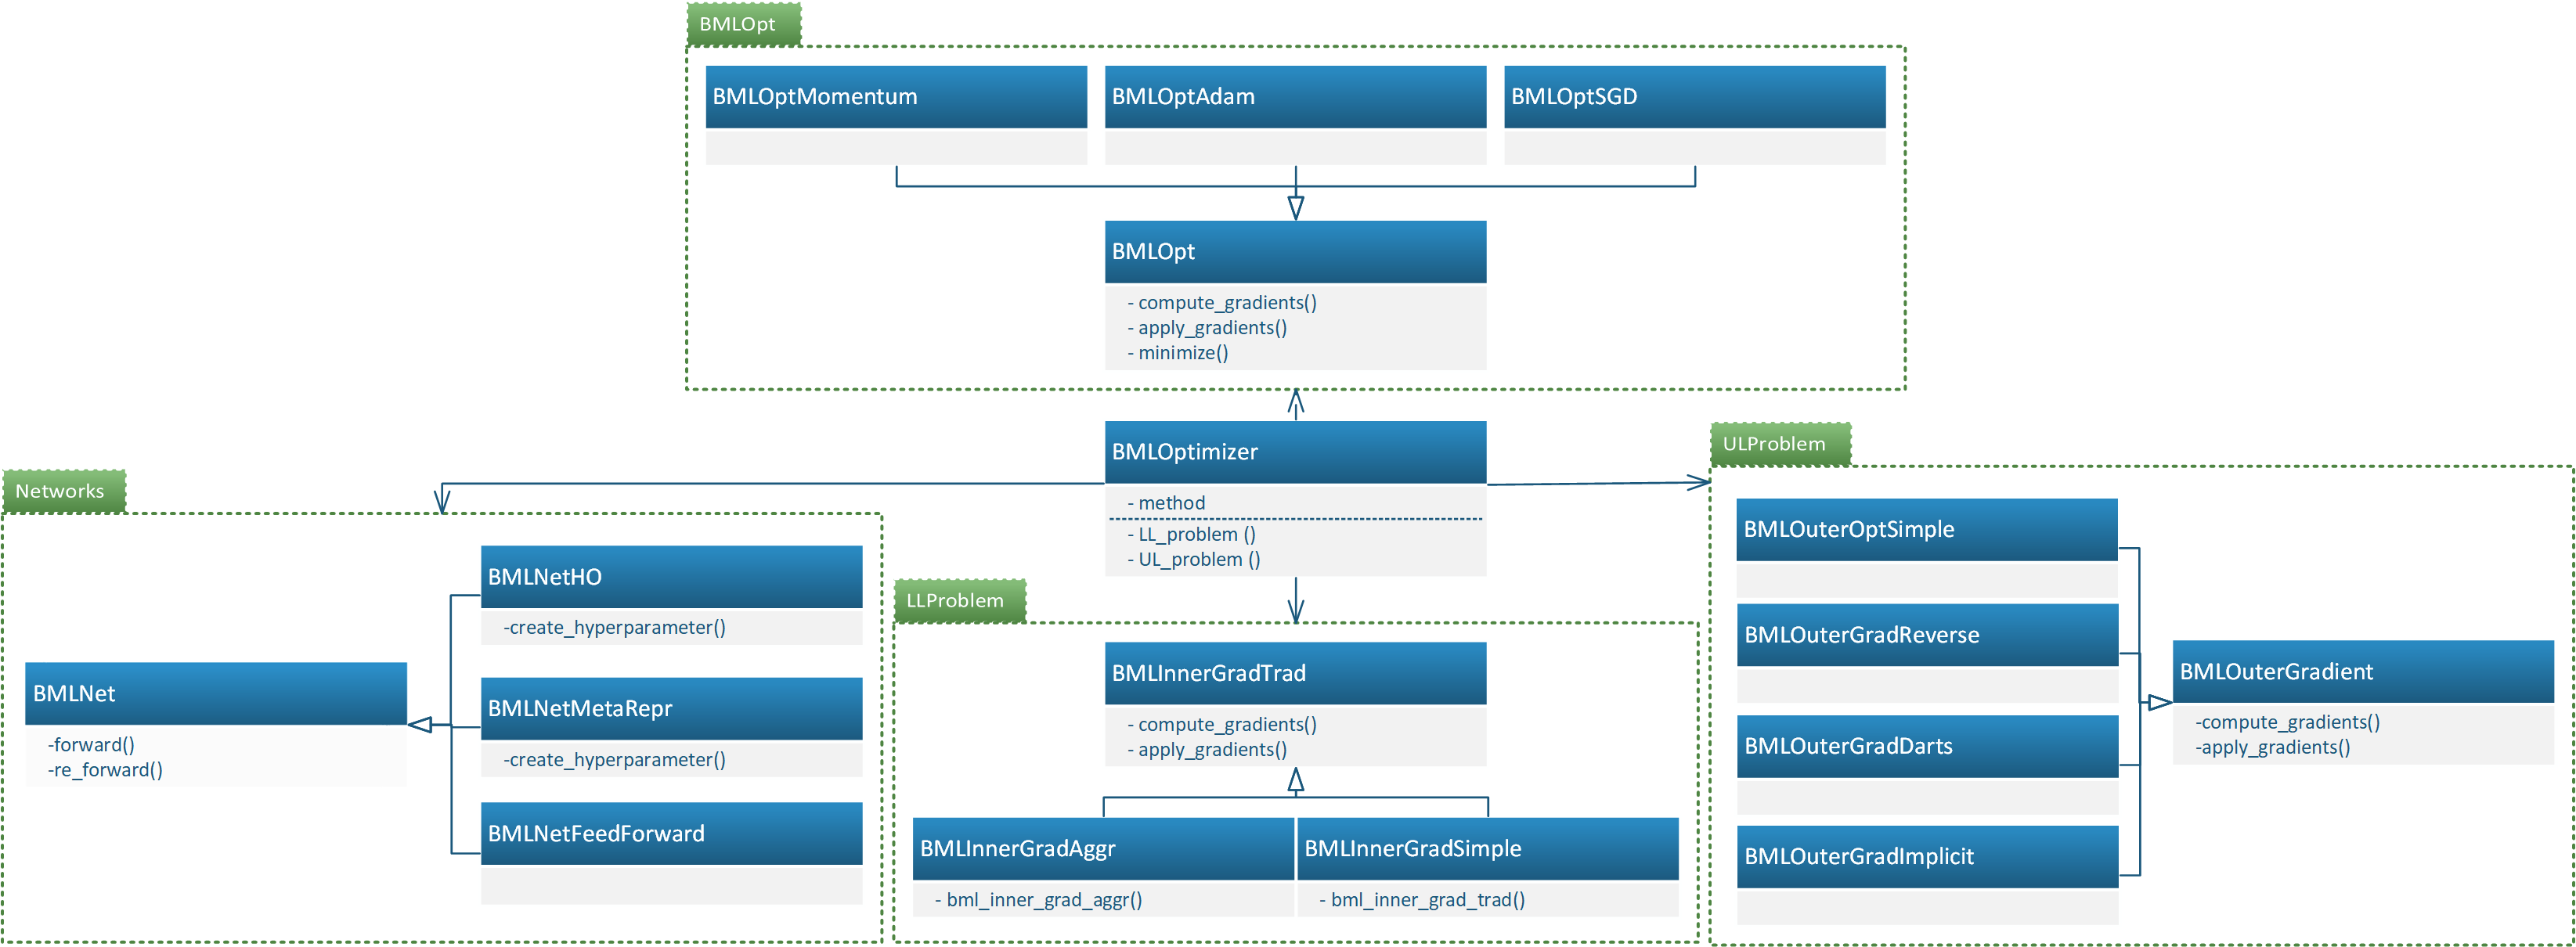 BMLOpt
BMLOptMomentum
BMLOptAdam
BMLOptSGD
BMLOpt
- compute_gradients()
- apply_gradients()
- minimize()
BMLOptimizer
- method
- LL_problem ()
- UL_problem ()
Networks
BMLNet
-forward()
-re_forward()
BMLNetHO
-create_hyperparameter()
BMLNetMetaRepr
-create_hyperparameter()
BMLNetFeedForward
LLProblem
BMLInnerGradTrad
- compute_gradients()
- apply_gradients()
BMLInnerGradAggr
- bml_inner_grad_aggr()
BMLInnerGradSimple
- bml_inner_grad_trad()
ULProblem
BMLOuterOptSimple
BMLOuterGradReverse
BMLOuterGradDarts
BMLOuterGradImplicit
BMLOuterGradient
-compute_gradients()
-apply_gradients()